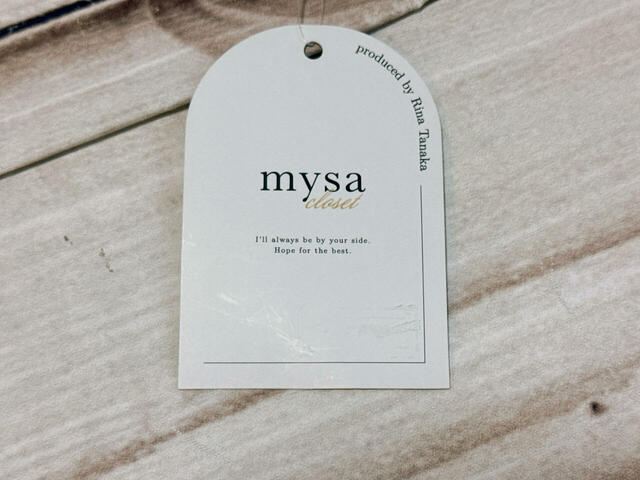 produced by Rina Tanaka
mysa
closet
I'll always be by your side.
Hope for the best.